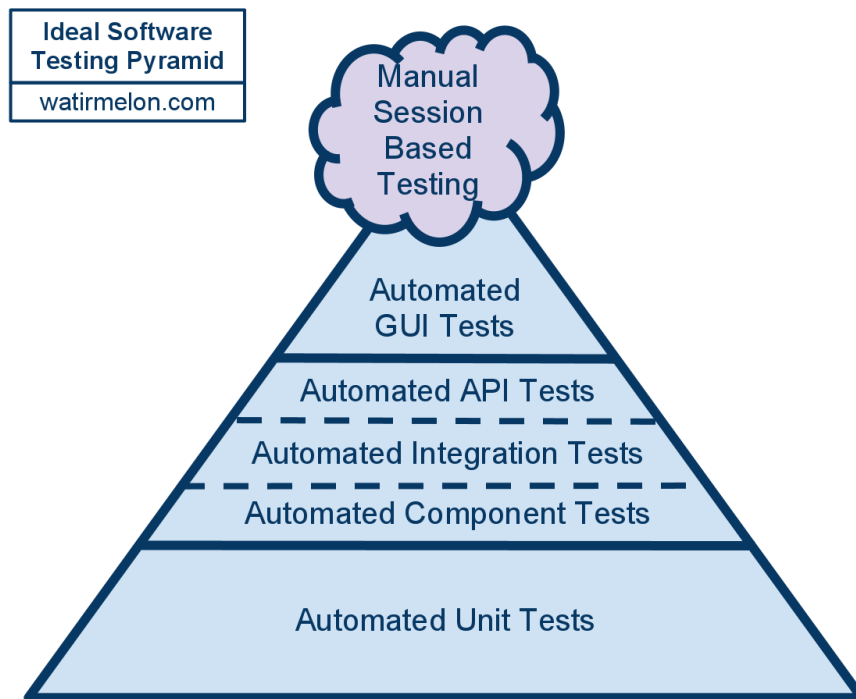 Ideal Software
Testing Pyramid
watirmelon.com
Manual
Session
Based
Testing
Automated
GUI Tests
Automated API Tests
Automated Integration Tests
Automated Component Tests
Automated Unit Tests